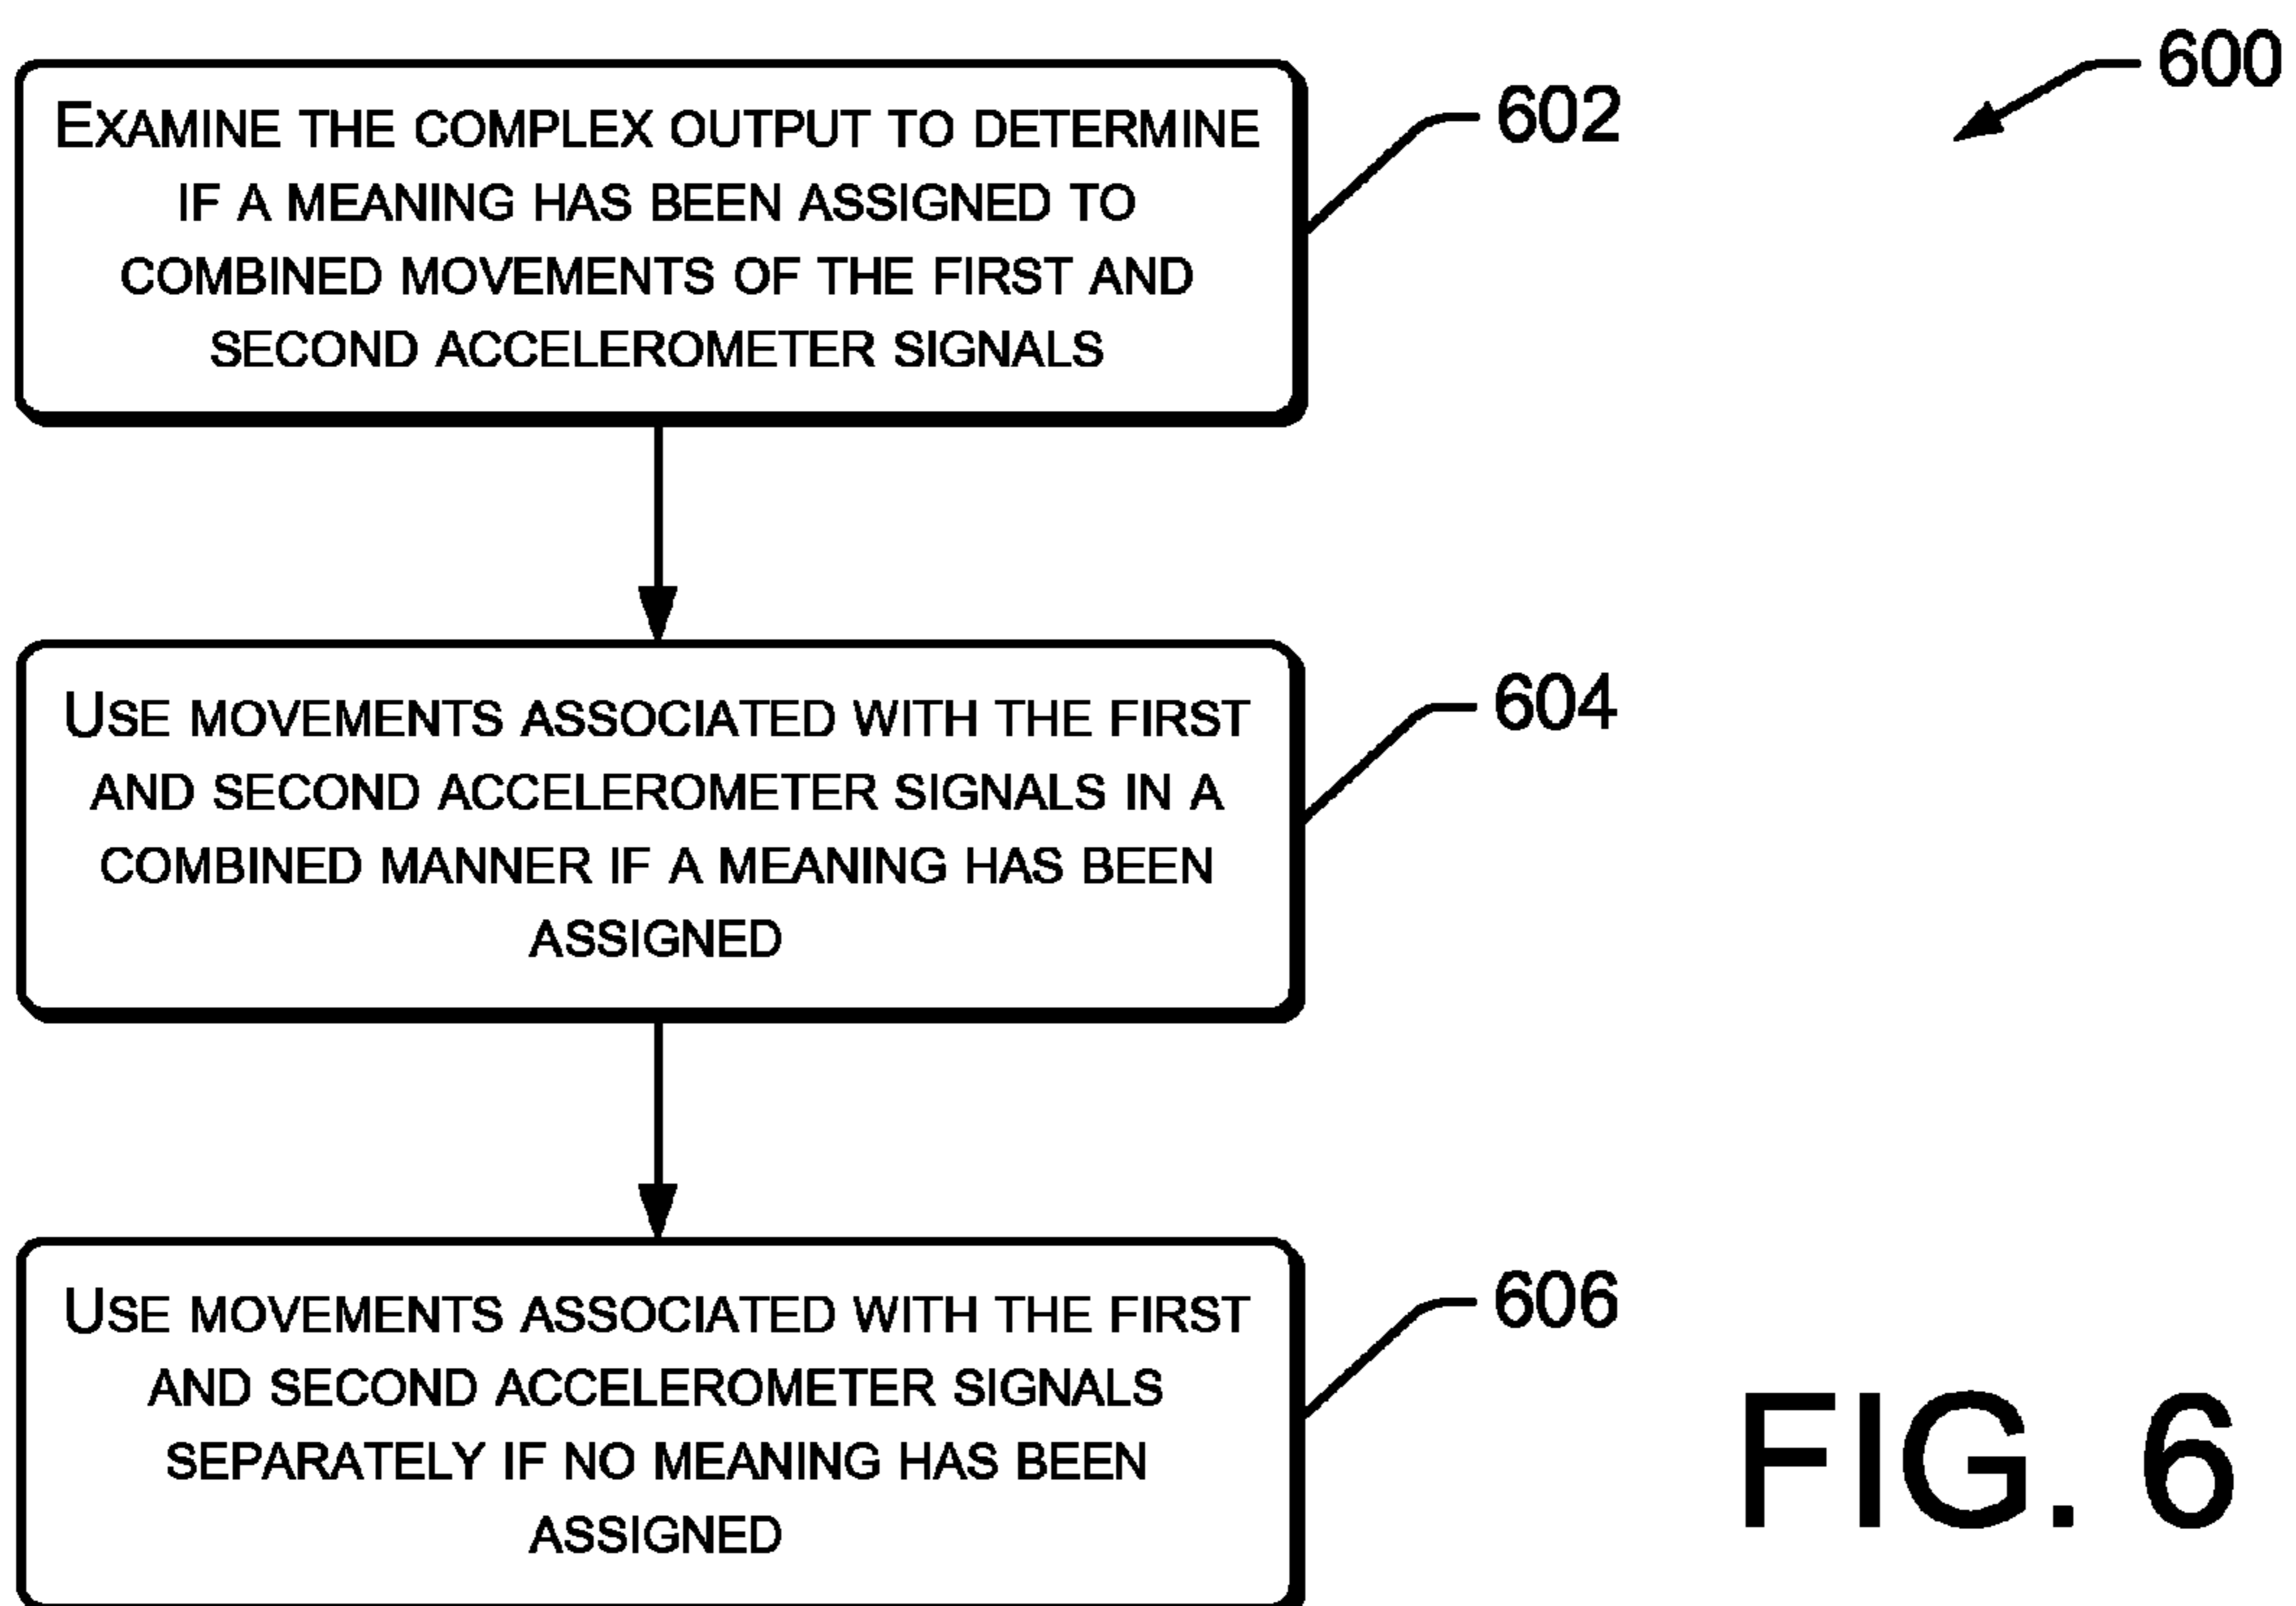 600
EXAMINE THE COMPLEX OUTPUT TO DETERMINE
IF A MEANING HAS BEEN ASSIGNED TO
COMBINED MOVEMENTS OF THE FIRST AND
SECOND ACCELEROMETER SIGNALS
602
USE MOVEMENTS ASSOCIATED WITH THE FIRST
AND SECOND ACCELEROMETER SIGNALS IN A
COMBINED MANNER IF A MEANING HAS BEEN
ASSIGNED
604
USE MOVEMENTS ASSOCIATED WITH THE FIRST
AND SECOND ACCELEROMETER SIGNALS
SEPARATELY IF NO MEANING HAS BEEN
ASSIGNED
606
FIG. 6